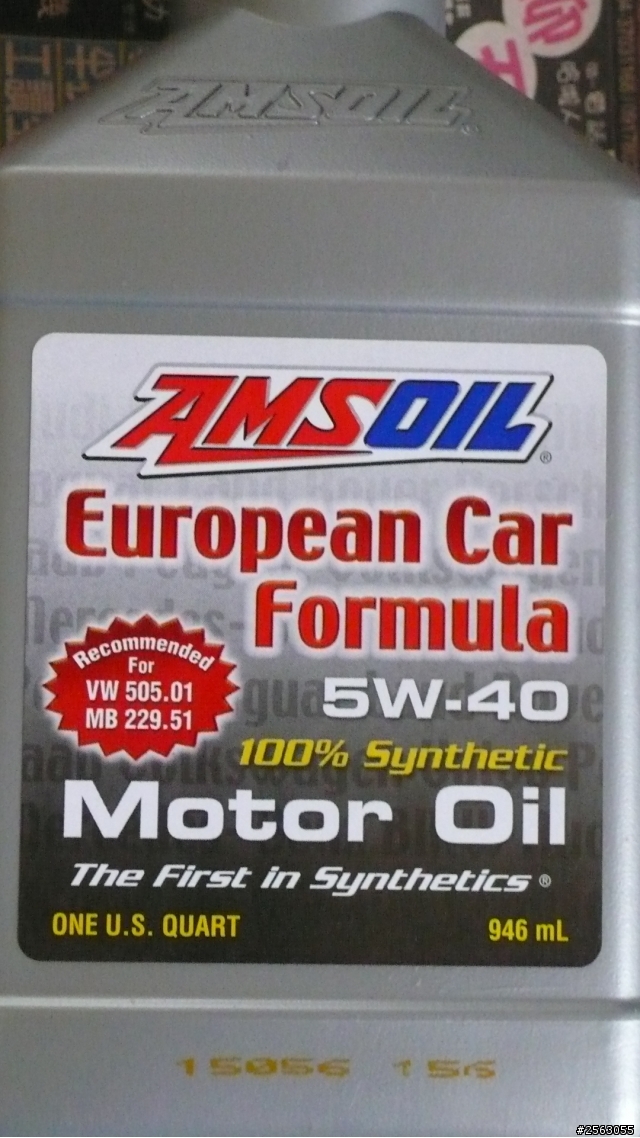 AMSOIL
AMSOIL®
European Car
Formula
Recommended
For
VW 505.01
MB 229.51
5W-40
100% Synthetic
Motor Oil
The First in Synthetics®
ONE U.S. QUART
946 mL
15056 156
#2563055